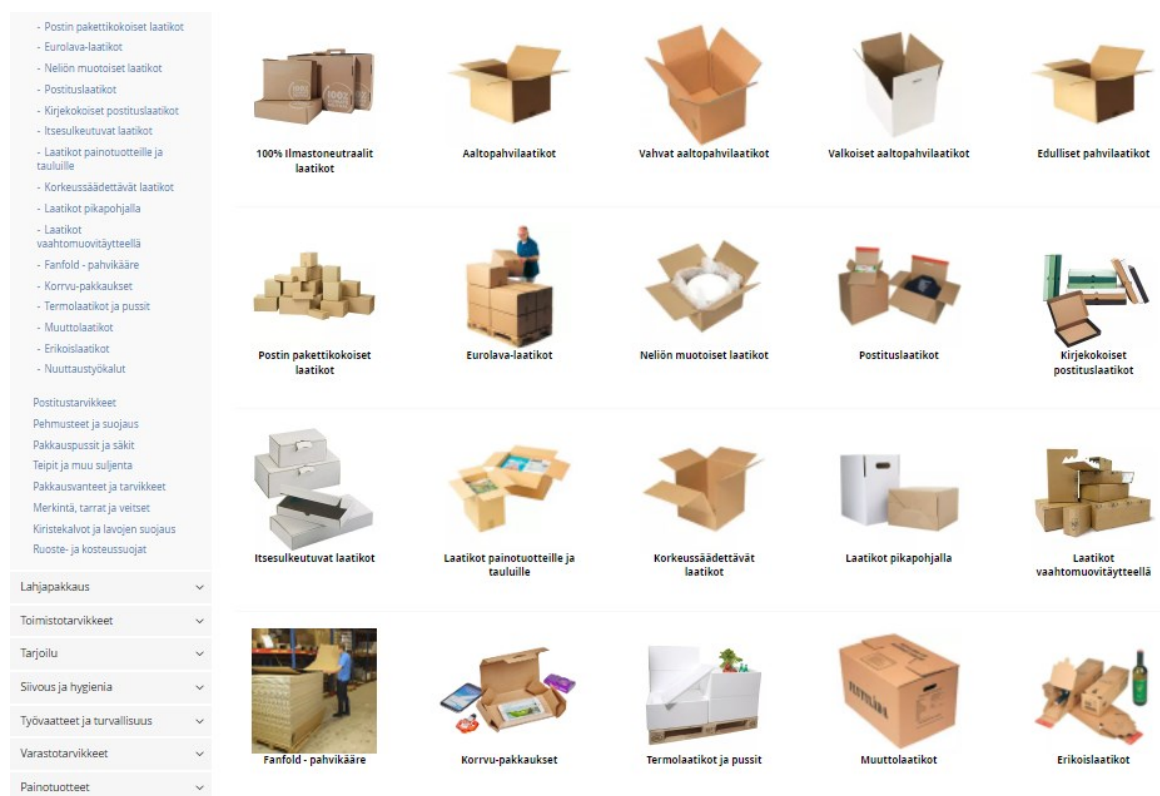 - Postin pakettikokoiset laatikot
- Eurolava-laatikot
- Neliön muotoiset laatikot
- Postituslaatikot
- Kirjekokoiset postituslaatikot
- Itsesulkeutuvat laatikot
- Laatikot painotuotteille ja
tauluille
- Korkeussäädettävät laatikot
- Laatikot pikapohjalla
- Laatikot
vaahtomuovitäytteellä
- Fanfold - pahvikääre
- Korrvu-pakkaukset
- Termolaatikot ja pussit
- Muuttolaatikot
- Erikoislaatikot
- Nuuttaustyökalut
Postitustarvikkeet
Pehmusteet ja suojaus
Pakkauspussit ja säkit
Teipit ja muu suljenta
Pakkausvanteet ja tarvikkeet
Merkintä, tarrat ja veitset
Kiristekalvot ja lavojen suojaus
Ruoste- ja kosteussuojat
Lahjapakkaus
Toimistotarvikkeet
Tarjoilu
Siivous ja hygienia
Työvaatteet ja turvallisuus
Varastotarvikkeet
Painotuotteet
100% Ilmastoneutraalit
laatikot
Aaltopahvilaatikot
Vahvat aaltopahvilaatikot
Valkoiset aaltopahvilaatikot
Edulliset pahvilaatikot
Postin pakettikokoiset
laatikot
Eurolava-laatikot
Neliön muotoiset laatikot
Postituslaatikot
Kirjekokoiset
postituslaatikot
Itsesulkeutuvat laatikot
Laatikot painotuotteille ja
tauluille
Korkeussäädettävät
laatikot
Laatikot pikapohjalla
Laatikot
vaahtomuovitäytteellä
Fanfold - pahvikääre
Korrvu-pakkaukset
Termolaatikot ja pussit
Muuttolaatikot
Erikoislaatikot